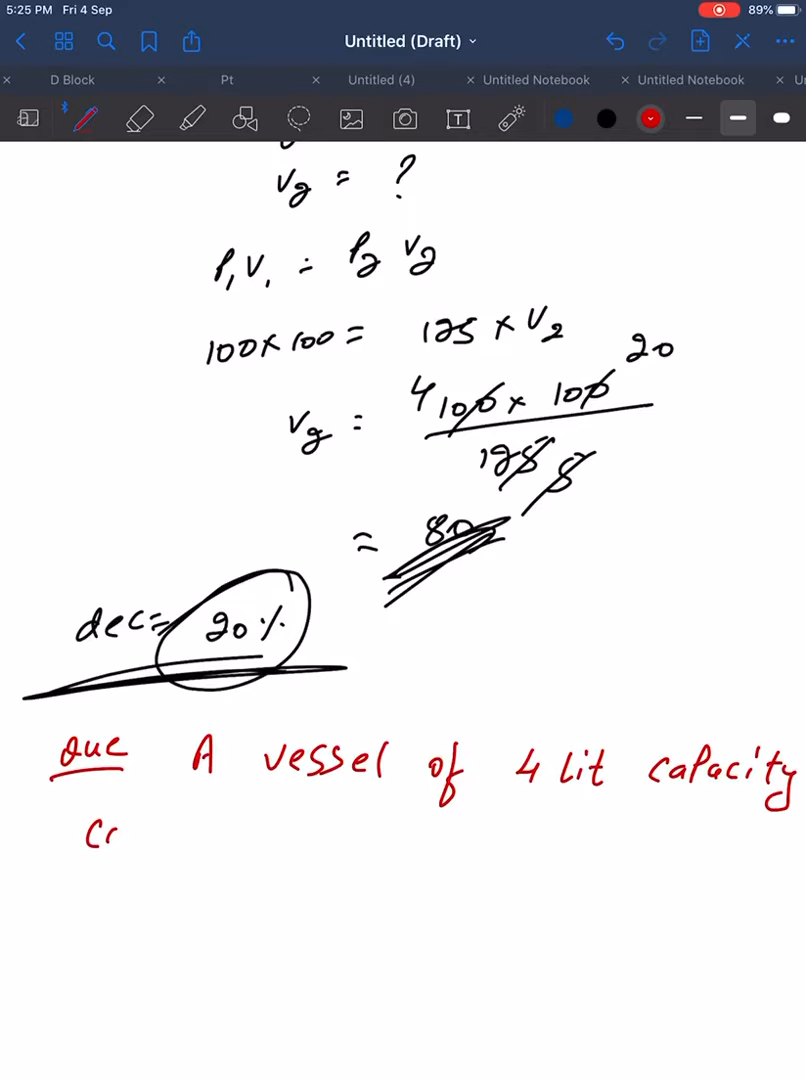 5:25 PM Fri 4 Sep 89%
Untitled (Draft)
D Block Pt Untitled (4) Untitled Notebook Untitled Notebook
V2 = ?
P1V1 = P2 V2
100 × 100 = 125 × V2
20
V2 = 4 100 × 100
125 5
= 80
dec = 20%
Que A vessel of 4 lit capacity